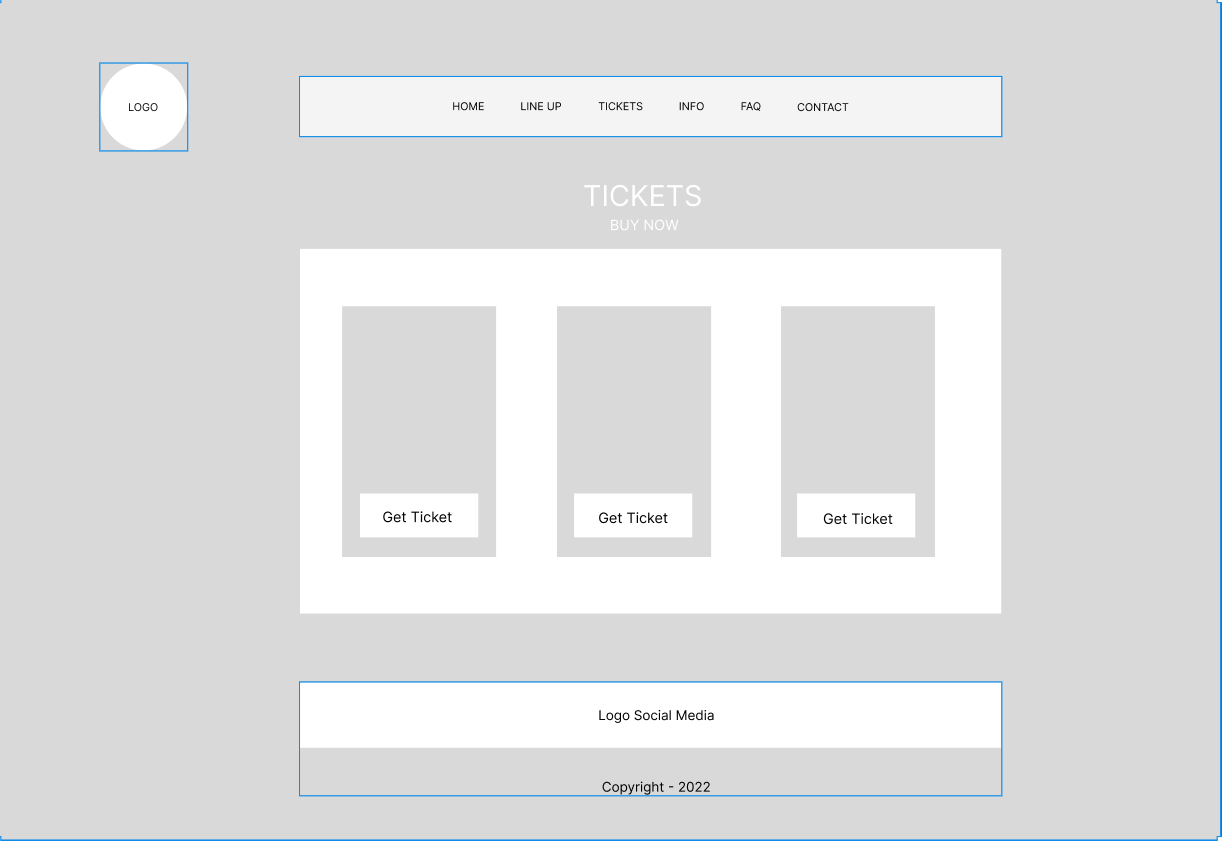 LOGO
HOME LINE UP TICKETS INFO FAQ CONTACT
TICKETS
BUY NOW
Get Ticket Get Ticket Get Ticket
Logo Social Media
Copyright - 2022